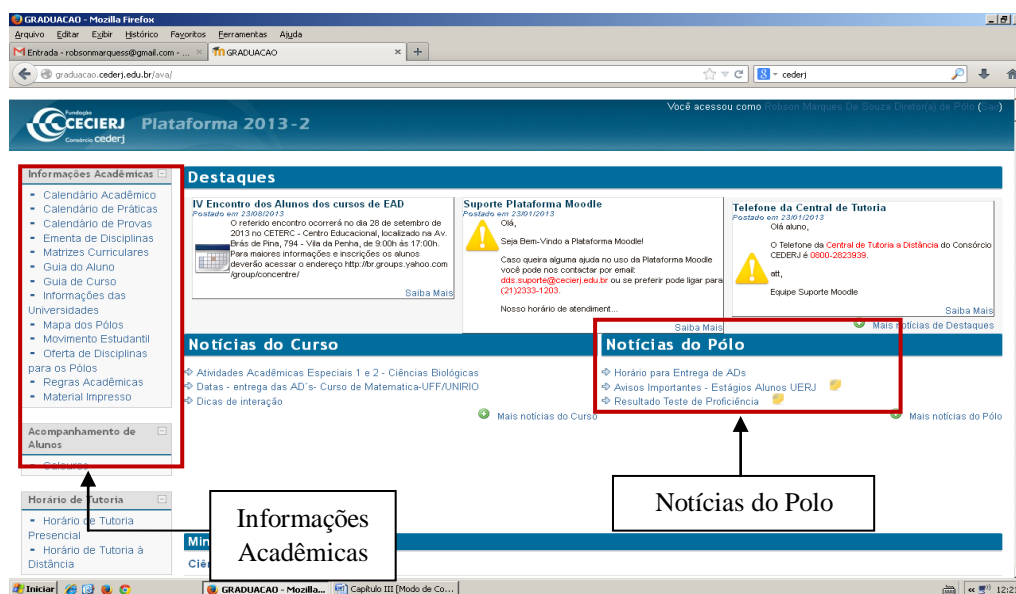 GRADUACAO - Mozilla Firefox
Arquivo Editar Exibir Histórico Favoritos Ferramentas Ajuda
Entrada - robsonmarquess@gmail.com - ...
GRADUACAO
graduacao.cederj.edu.br/ava/
cederj
Fundação
CECIERJ
Consórcio cederj
Plataforma 2013-2
Você acessou como Robson Marques De Souza Diretor(a) de Pólo (Sair)
Informações Acadêmicas
Calendário Acadêmico
Calendário de Práticas
Calendário de Provas
Ementa de Disciplinas
Matrizes Curriculares
Guia do Aluno
Guia de Curso
Informações das
Universidades
Mapa dos Pólos
Movimento Estudantil
Oferta de Disciplinas
para os Pólos
Regras Acadêmicas
Material Impresso
Acompanhamento de
Alunos
Calouros
Horário de Tutoria
Horário de Tutoria
Presencial
Horário de Tutoria à
Distância
Destaques
IV Encontro dos Alunos dos cursos de EAD
Postado em 23/08/2013
O referido encontro ocorrerá no dia 28 de setembro de
2013 no CETERC - Centro Educacional, localizado na Av.
Brás de Pina, 794 - Vila da Penha, de 9:00h às 17:00h.
Para maiores informações e inscrições os alunos
deverão acessar o endereço http://br.groups.yahoo.com
/group/concentre/
Saiba Mais
Suporte Plataforma Moodle
Postado em 23/01/2013
Olá,
Seja Bem-Vindo a Plataforma Moodle!
Caso queira alguma ajuda no uso da Plataforma Moodle
você pode nos contactar por email:
dds.suporte@cecierj.edu.br ou se preferir pode ligar para
(21)2333-1203.
Nosso horário de atendiment...
Saiba Mais
Telefone da Central de Tutoria
Postado em 23/01/2013
Olá aluno,
O Telefone da Central de Tutoria a Distância do Consórcio
CEDERJ é 0800-2823939.
att,
Equipe Suporte Moodle
Saiba Mais
Mais notícias de Destaques
Notícias do Curso
Atividades Acadêmicas Especiais 1 e 2 - Ciências Biológicas
Datas - entrega das AD´s- Curso de Matematica-UFF/UNIRIO
Dicas de interação
Mais notícias do Curso
Notícias do Pólo
Horário para Entrega de ADs
Avisos Importantes - Estágios Alunos UERJ
Resultado Teste de Proficiência
Mais notícias do Pólo
Informações
Acadêmicas
Notícias do Polo
Iniciar
GRADUACAO - Mozilla...
Capítulo III [Modo de Co...